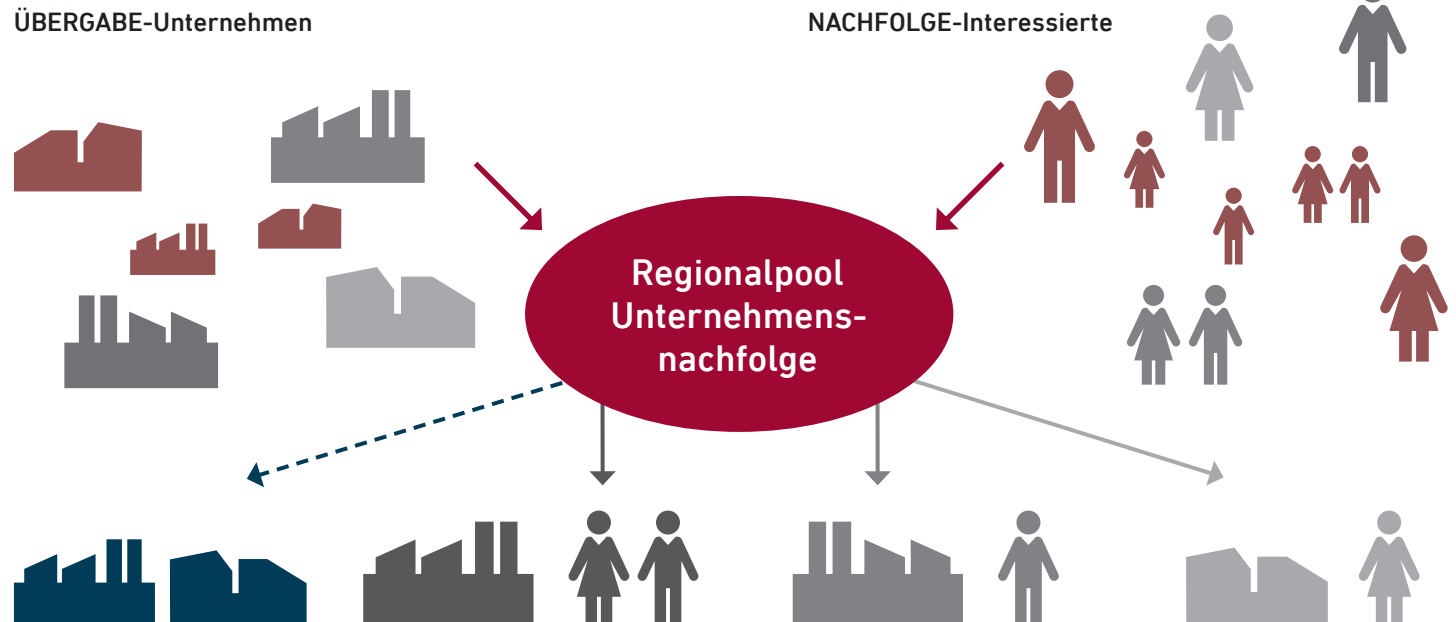 ÜBERGABE-Unternehmen
NACHFOLGE-Interessierte
Regionalpool
Unternehmens-
nachfolge